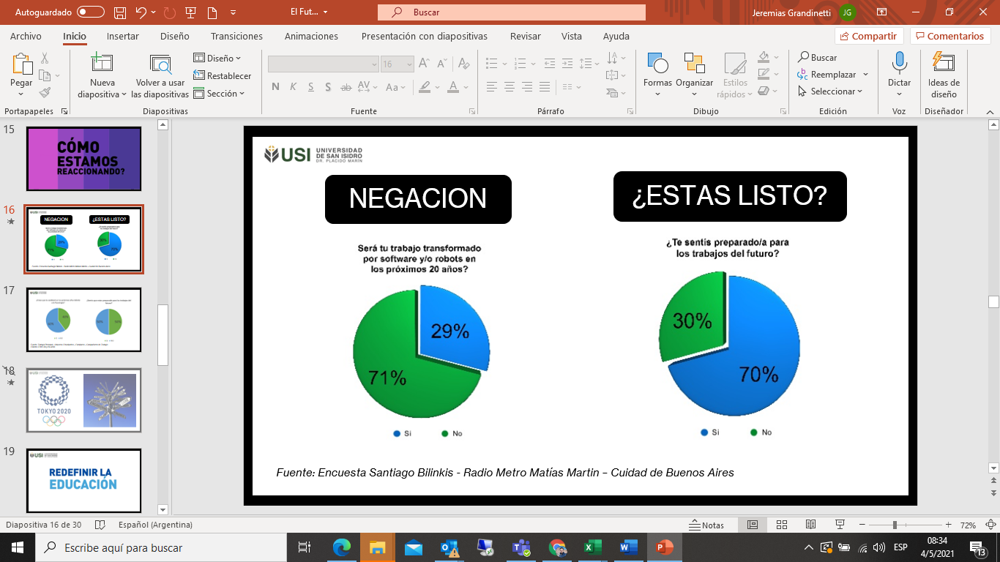 Autoguardado
El Fut...
Buscar
Jeremias Grandinetti
JG
Archivo
Inicio
Insertar
Diseño
Transiciones
Animaciones
Presentación con diapositivas
Revisar
Vista
Ayuda
Compartir
Comentarios
Pegar
Portapapeles
Nueva
diapositiva
Volver a usar
las diapositivas
Diseño
Restablecer
Sección
Diapositivas
16
N K S S ab AV Aa A
Fuente
Párrafo
Formas
Organizar
Estilos
rápidos
Dibujo
Buscar
Reemplazar
Seleccionar
Edición
Dictar
Voz
Ideas de
diseño
Diseñador
15
CÓMO
ESTAMOS
REACCIONANDO?
16
NEGACION
¿ESTAS LISTO?
17
18
TOKYO 2020
19
USI
REDEFINIR LA
EDUCACIÓN
USI
UNIVERSIDAD
DE SAN ISIDRO
DR. PLÁCIDO MARÍN
NEGACION
¿ESTAS LISTO?
Será tu trabajo transformado
por software y/o robots en
los próximos 20 años?
29%
71%
Si No
¿Te sentís preparado/a para
los trabajos del futuro?
30%
70%
Si No
Fuente: Encuesta Santiago Bilinkis - Radio Metro Matías Martin – Cuidad de Buenos Aires
Diapositiva 16 de 30
Español (Argentina)
Notas
72%
Escribe aquí para buscar
ESP
08:34
4/5/2021
13